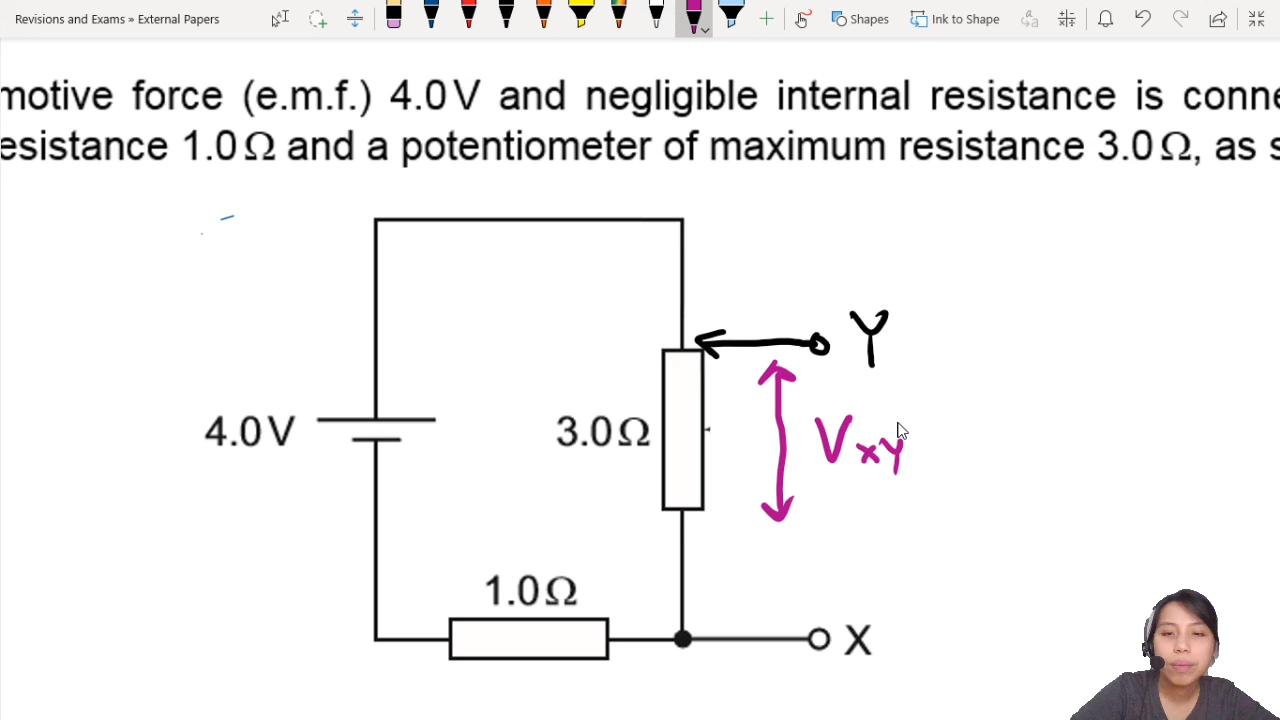 Revisions and Exams » External Papers
Shapes
Ink to Shape
motive force (e.m.f.) 4.0 V and negligible internal resistance is conne
esistance 1.0 Ω and a potentiometer of maximum resistance 3.0 Ω, as s
Y
4.0 V
3.0 Ω
Vxy
1.0 Ω
X